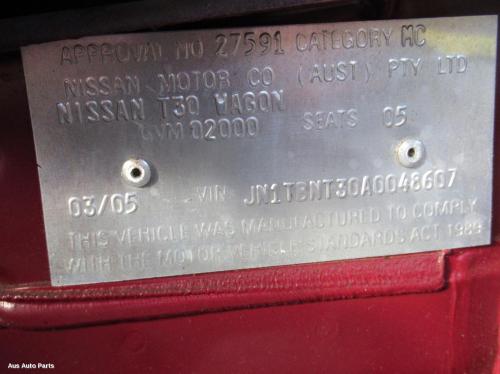 APPROVAL NO 27591 CATEGORY MC
NISSAN MOTOR CO (AUST) PTY LTD
NISSAN T30 WAGON
GVM 02000 SEATS 05
03/05 VIN JN1TBNT30A0048607
THIS VEHICLE WAS MANUFACTURED TO COMPLY
WITH THE MOTOR VEHICLE STANDARDS ACT 1989
Aus Auto Parts